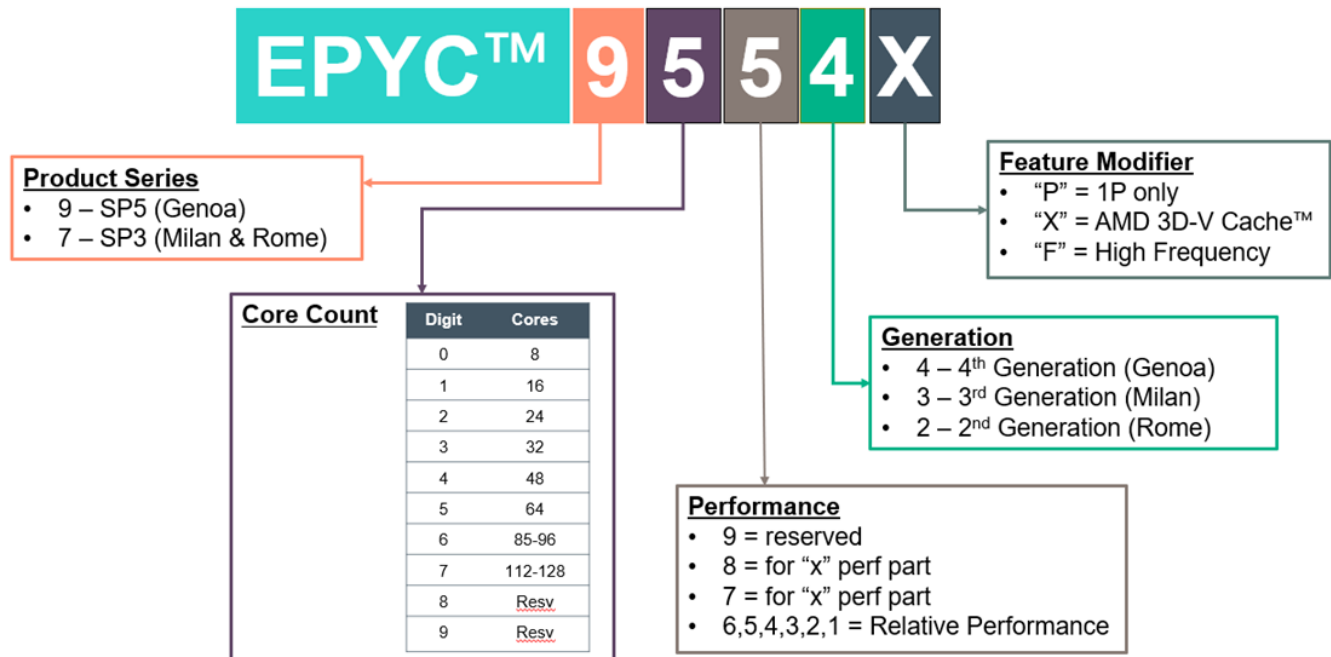 EPYC™ 9 5 5 4 X
Product Series
• 9 – SP5 (Genoa)
• 7 – SP3 (Milan & Rome)
Feature Modifier
• “P” = 1P only
• “X” = AMD 3D-V Cache™
• “F” = High Frequency
Core Count
Digit Cores
0 8
1 16
2 24
3 32
4 48
5 64
6 85-96
7 112-128
8 Resv
9 Resv
Generation
• 4 – 4th Generation (Genoa)
• 3 – 3rd Generation (Milan)
• 2 – 2nd Generation (Rome)
Performance
• 9 = reserved
• 8 = for “x” perf part
• 7 = for “x” perf part
• 6,5,4,3,2,1 = Relative Performance